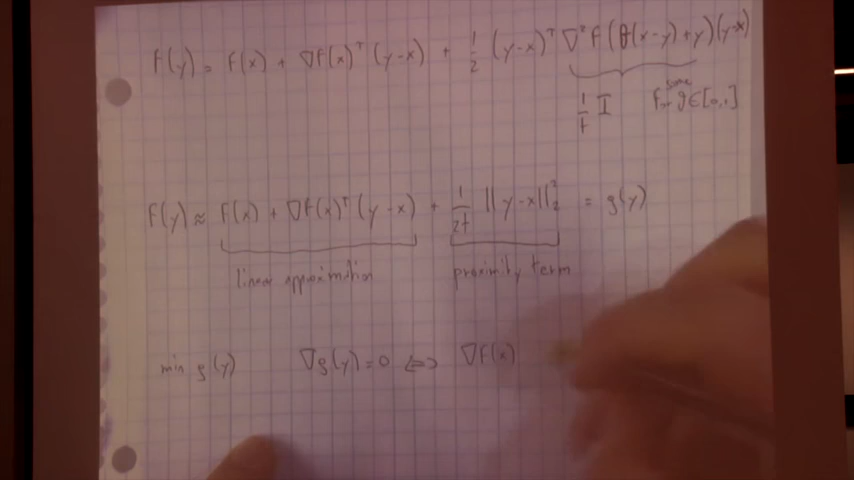 f(y) = f(x) + ∇f(x)ᵀ (y-x) + 1/2 (y-x)ᵀ ∇²f(θ(x-y)+y)(y-x)
1/t I for some θ∈[0,1]
f(y) ≈ f(x) + ∇f(x)ᵀ (y-x) + 1/2t ||y-x||₂² = g(y)
linear approximation proximity term
min g(y) ∇g(y)=0 ⇔ ∇f(x)